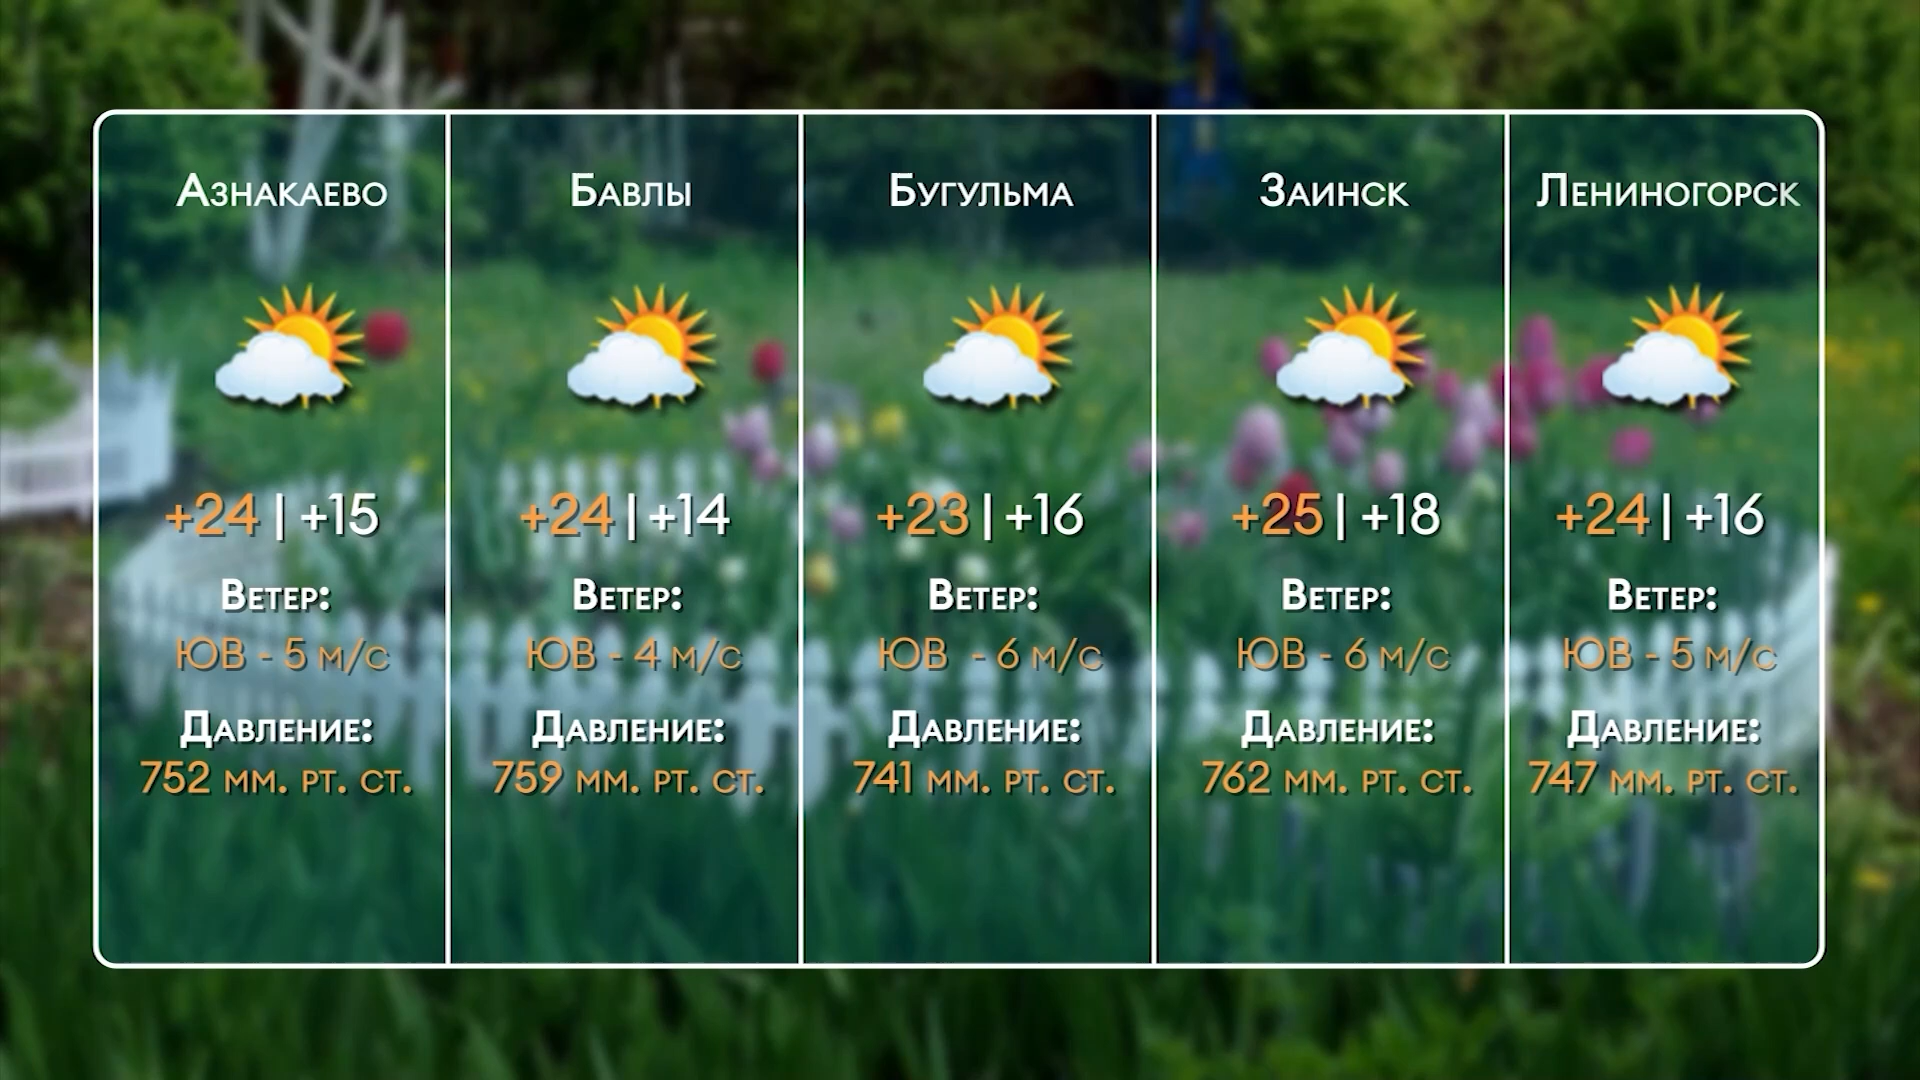 Азнакаево
+24 | +15
Ветер:
ЮВ - 5 м/с
Давление:
752 мм. рт. ст.
Бавлы
+24 | +14
Ветер:
ЮВ - 4 м/с
Давление:
759 мм. рт. ст.
Бугульма
+23 | +16
Ветер:
ЮВ - 6 м/с
Давление:
741 мм. рт. ст.
Заинск
+25 | +18
Ветер:
ЮВ - 6 м/с
Давление:
762 мм. рт. ст.
Лениногорск
+24 | +16
Ветер:
ЮВ - 5 м/с
Давление:
747 мм. рт. ст.